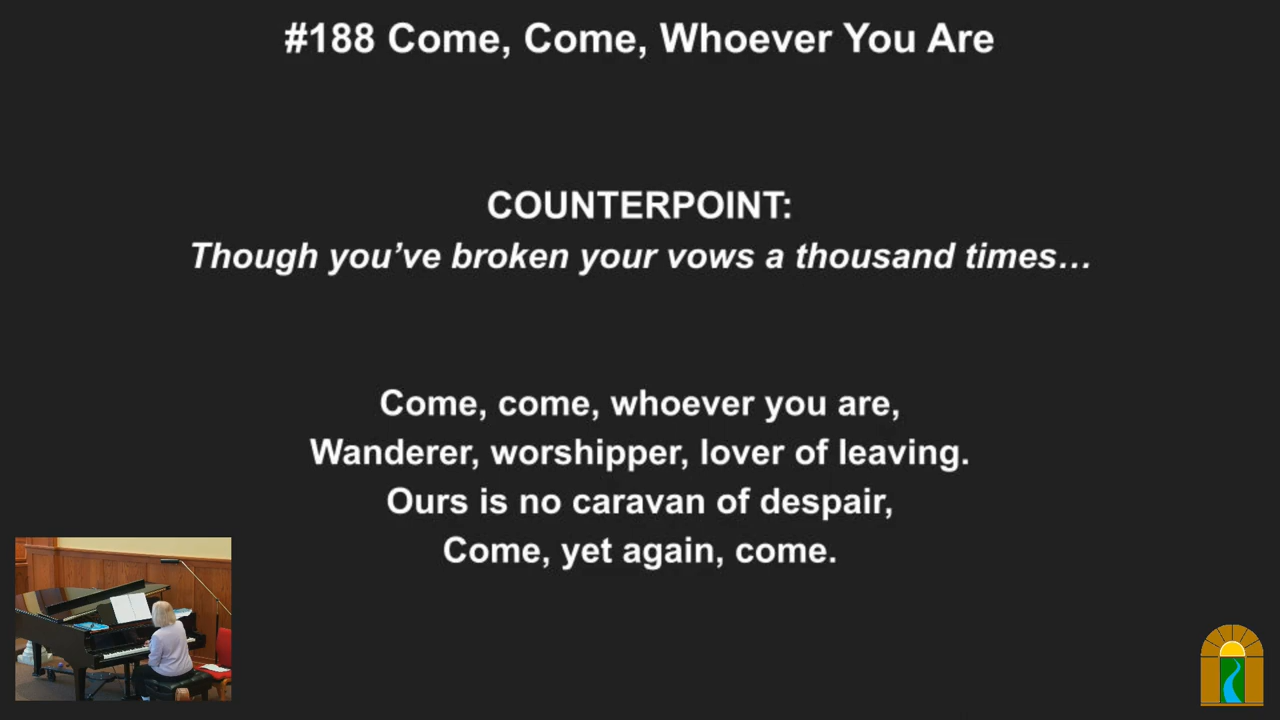 #188 Come, Come, Whoever You Are
COUNTERPOINT:
Though you’ve broken your vows a thousand times…
Come, come, whoever you are,
Wanderer, worshipper, lover of leaving.
Ours is no caravan of despair,
Come, yet again, come.